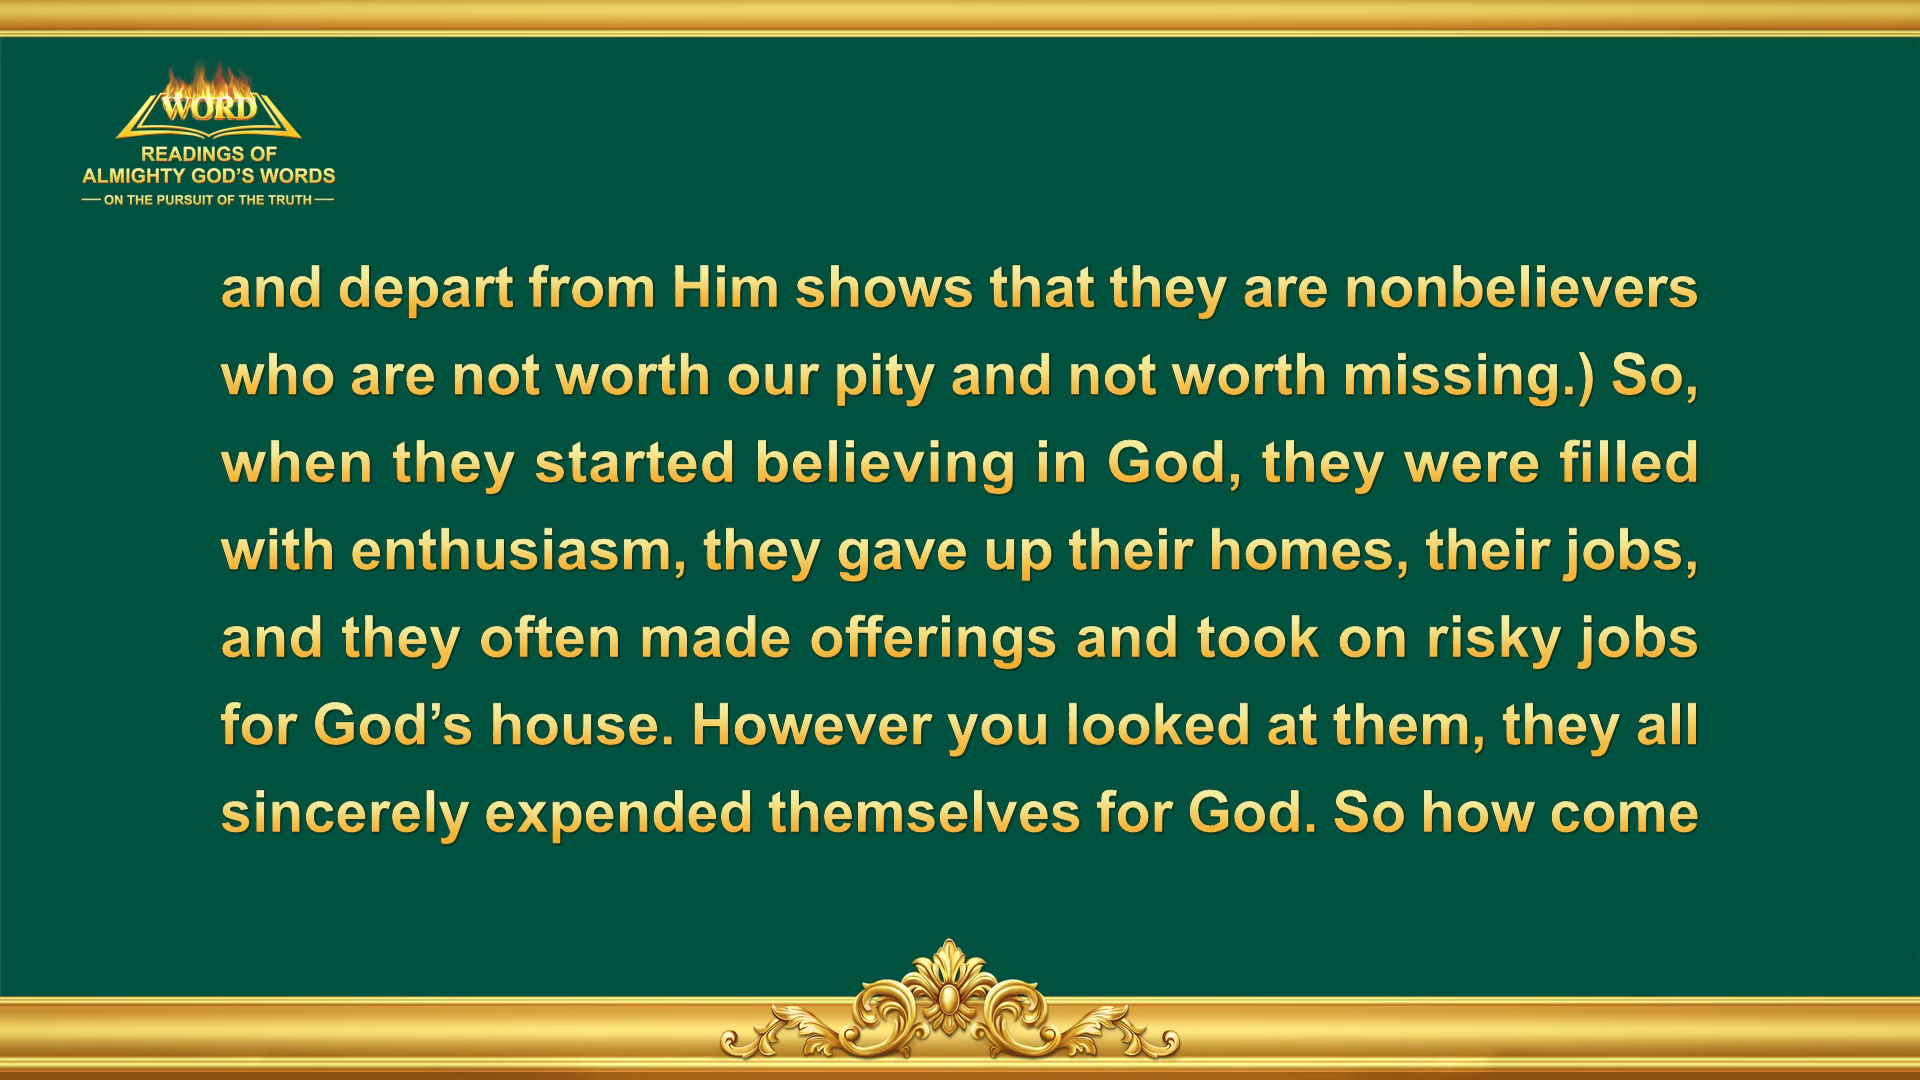 WORD
READINGS OF
ALMIGHTY GOD'S WORDS
— ON THE PURSUIT OF THE TRUTH —
and depart from Him shows that they are nonbelievers
who are not worth our pity and not worth missing.) So,
when they started believing in God, they were filled
with enthusiasm, they gave up their homes, their jobs,
and they often made offerings and took on risky jobs
for God’s house. However you looked at them, they all
sincerely expended themselves for God. So how come